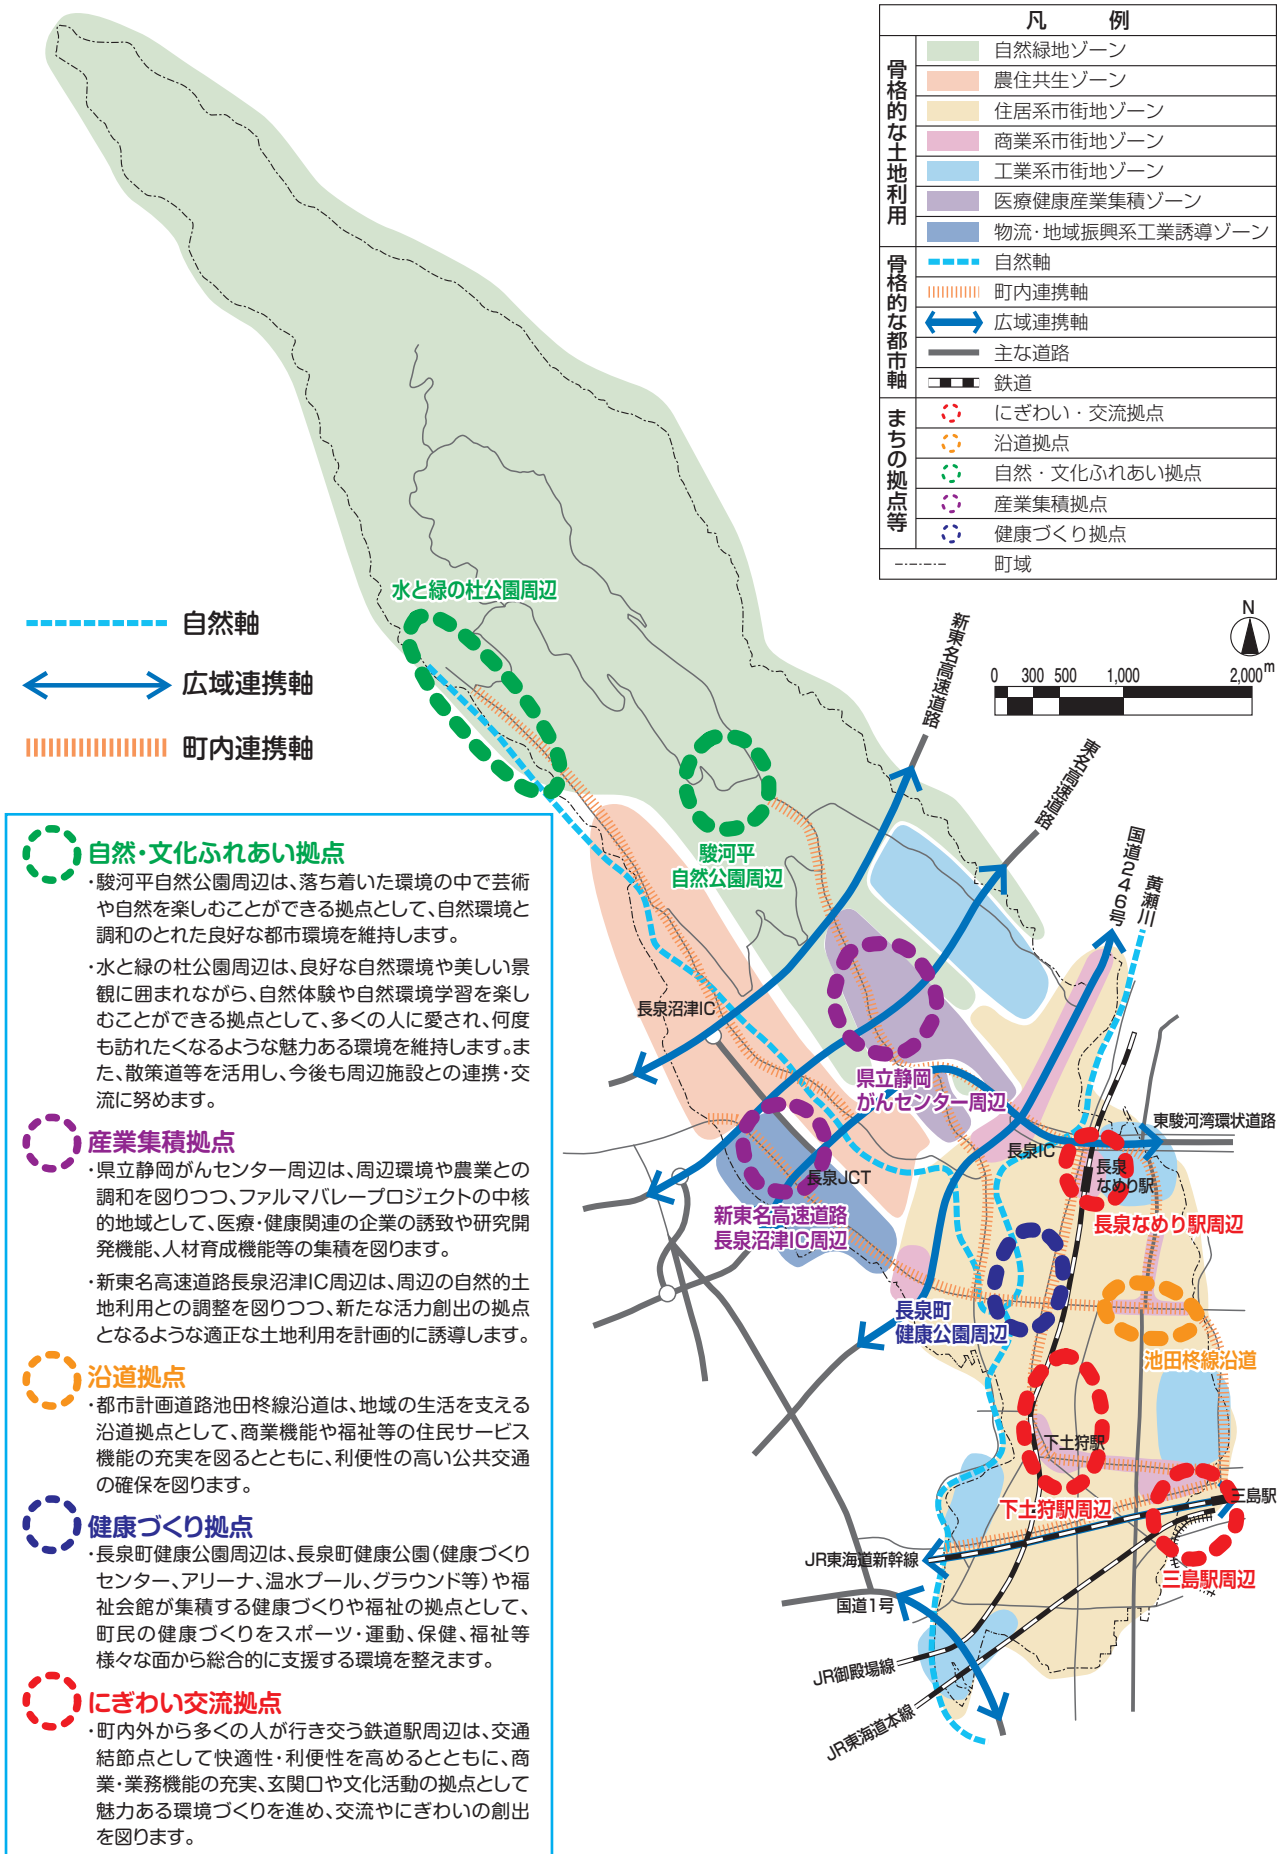 凡 例
骨格的な土地利用
自然緑地ゾーン
農住共生ゾーン
住居系市街地ゾーン
商業系市街地ゾーン
工業系市街地ゾーン
医療健康産業集積ゾーン
物流・地域振興系工業誘導ゾーン
骨格的な都市軸
自然軸
町内連携軸
広域連携軸
主な道路
鉄道
まちの拠点等
にぎわい・交流拠点
沿道拠点
自然・文化ふれあい拠点
産業集積拠点
健康づくり拠点
町域
N
0 300 500 1,000 2,000m
自然軸
広域連携軸
町内連携軸
水と緑の杜公園周辺
新東名高速道路
東名高速道路
国道246号
黄瀬川
駿河平
自然公園周辺
長泉沼津IC
県立静岡
がんセンター周辺
東駿河湾環状道路
長泉IC
長泉
なめり駅
長泉JCT
新東名高速道路
長泉沼津IC周辺
長泉なめり駅周辺
長泉町
健康公園周辺
池田柊線沿道
下土狩駅
下土狩駅周辺
三島駅
三島駅周辺
JR東海道新幹線
国道1号
JR御殿場線
JR東海道本線
自然・文化ふれあい拠点
・駿河平自然公園周辺は、落ち着いた環境の中で芸術
や自然を楽しむことができる拠点として、自然環境と
調和のとれた良好な都市環境を維持します。
・水と緑の杜公園周辺は、良好な自然環境や美しい景
観に囲まれながら、自然体験や自然環境学習を楽し
むことができる拠点として、多くの人に愛され、何度
も訪れたくなるような魅力ある環境を維持します。ま
た、散策道等を活用し、今後も周辺施設との連携・交
流に努めます。
産業集積拠点
・県立静岡がんセンター周辺は、周辺環境や農業との
調和を図りつつ、ファルマバレープロジェクトの中核
的地域として、医療・健康関連の企業の誘致や研究開
発機能、人材育成機能等の集積を図ります。
・新東名高速道路長泉沼津IC周辺は、周辺の自然的土
地利用との調整を図りつつ、新たな活力創出の拠点
となるような適正な土地利用を計画的に誘導します。
沿道拠点
・都市計画道路池田柊線沿道は、地域の生活を支える
沿道拠点として、商業機能や福祉等の住民サービス
機能の充実を図るとともに、利便性の高い公共交通
の確保を図ります。
健康づくり拠点
・長泉町健康公園周辺は、長泉町健康公園(健康づくり
センター、アリーナ、温水プール、グラウンド等)や福
祉会館が集積する健康づくりや福祉の拠点として、
町民の健康づくりをスポーツ・運動、保健、福祉等
様々な面から総合的に支援する環境を整えます。
にぎわい交流拠点
・町内外から多くの人が行き交う鉄道駅周辺は、交通
結節点として快適性・利便性を高めるとともに、商
業・業務機能の充実、玄関口や文化活動の拠点として
魅力ある環境づくりを進め、交流やにぎわいの創出
を図ります。